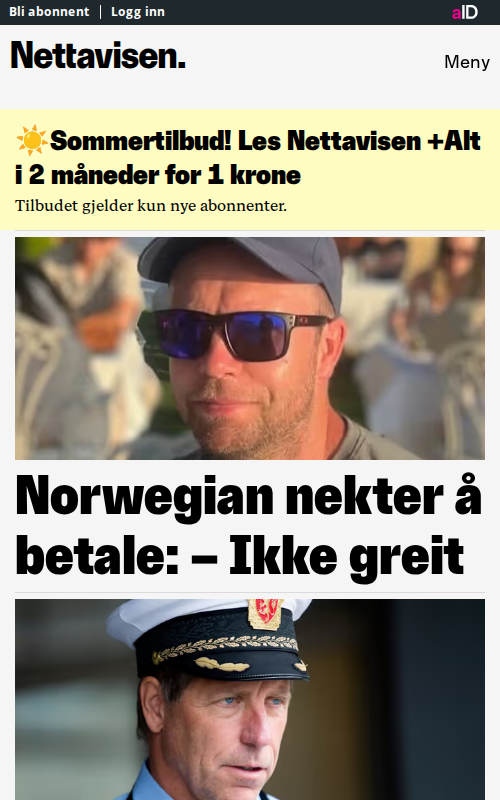 Bli abonnent | Logg inn
aID
Nettavisen.
Meny
☀️Sommertilbud! Les Nettavisen +Alt
i 2 måneder for 1 krone
Tilbudet gjelder kun nye abonnenter.
Norwegian nekter å
betale: – Ikke greit